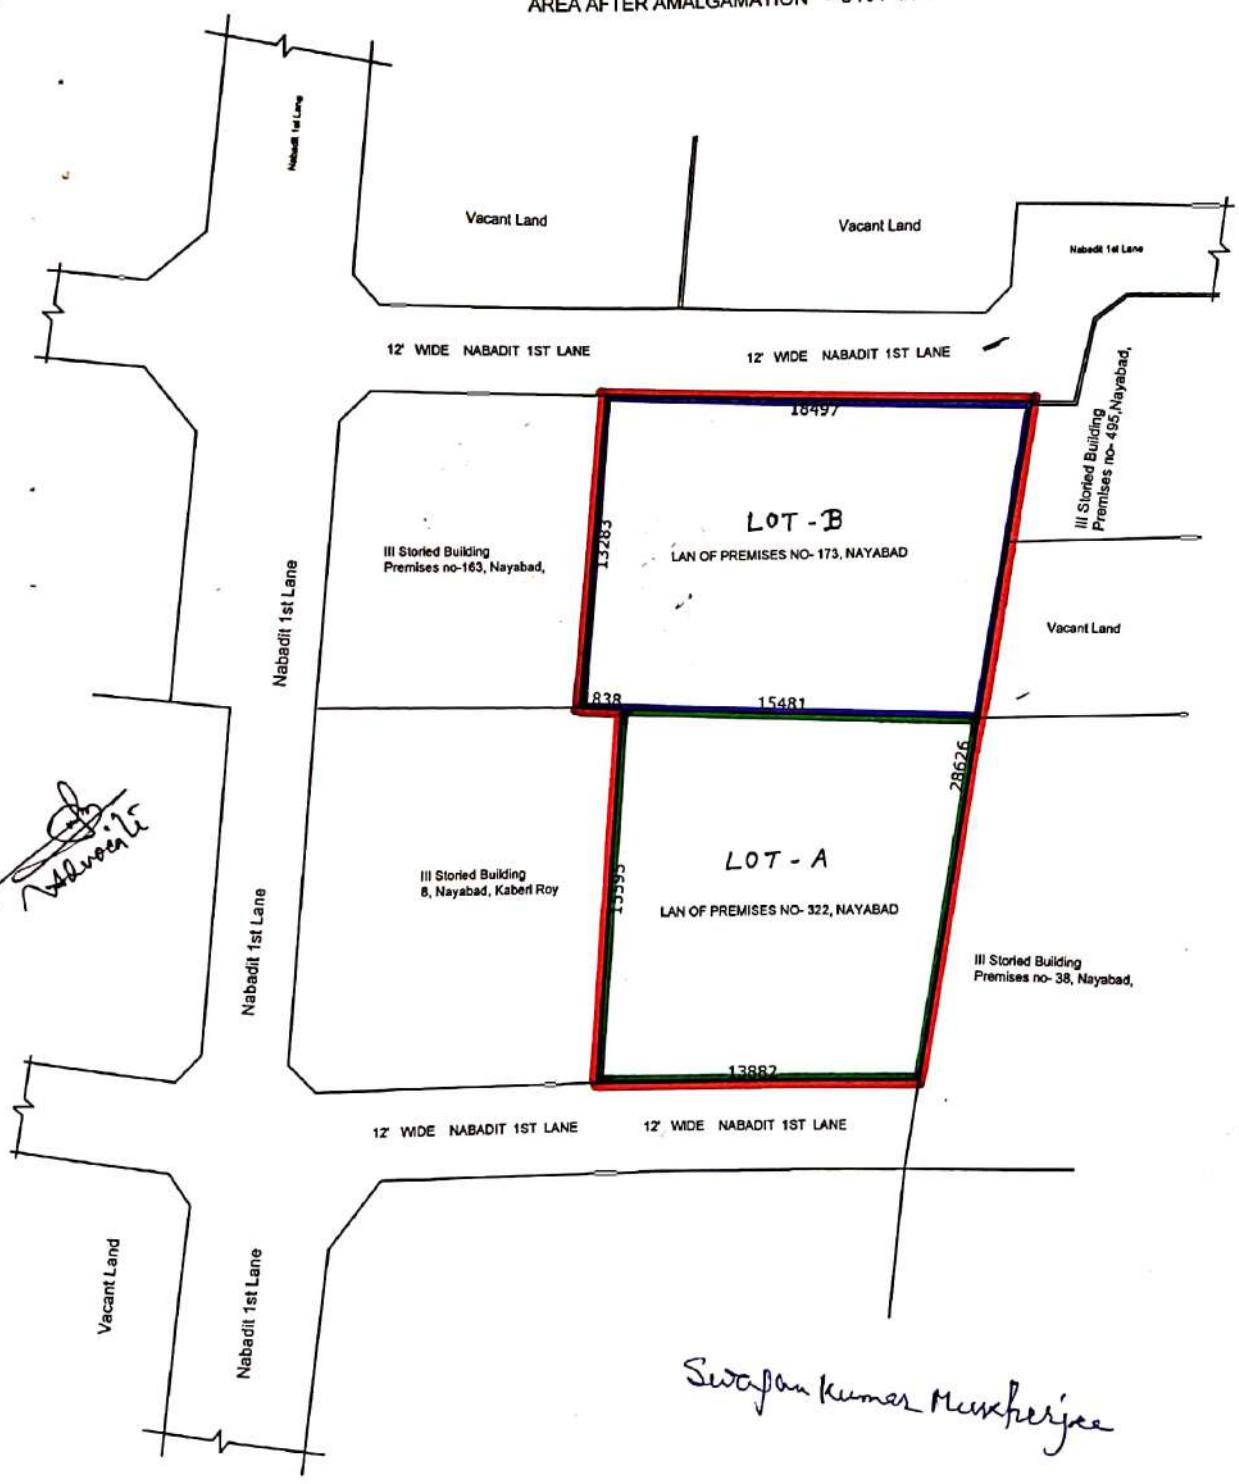 AREA AFTER AMALGAMATION
Nabadit 1st Lane
Vacant Land
Vacant Land
Nabadit 1st Lane
12' WIDE NABADIT 1ST LANE
12' WIDE NABADIT 1ST LANE
18497
III Storied Building
Premises no- 495,Nayabad,
LOT - B
LAN OF PREMISES NO- 173, NAYABAD
13283
III Storied Building
Premises no-163, Nayabad,
Nabadit 1st Lane
Vacant Land
838
15481
28626
Advocate
LOT - A
LAN OF PREMISES NO- 322, NAYABAD
III Storied Building
8, Nayabad, Kaberi Roy
Nabadit 1st Lane
III Storied Building
Premises no- 38, Nayabad,
13882
12' WIDE NABADIT 1ST LANE
12' WIDE NABADIT 1ST LANE
Vacant Land
Nabadit 1st Lane
Swapan Kumar Mukherjee